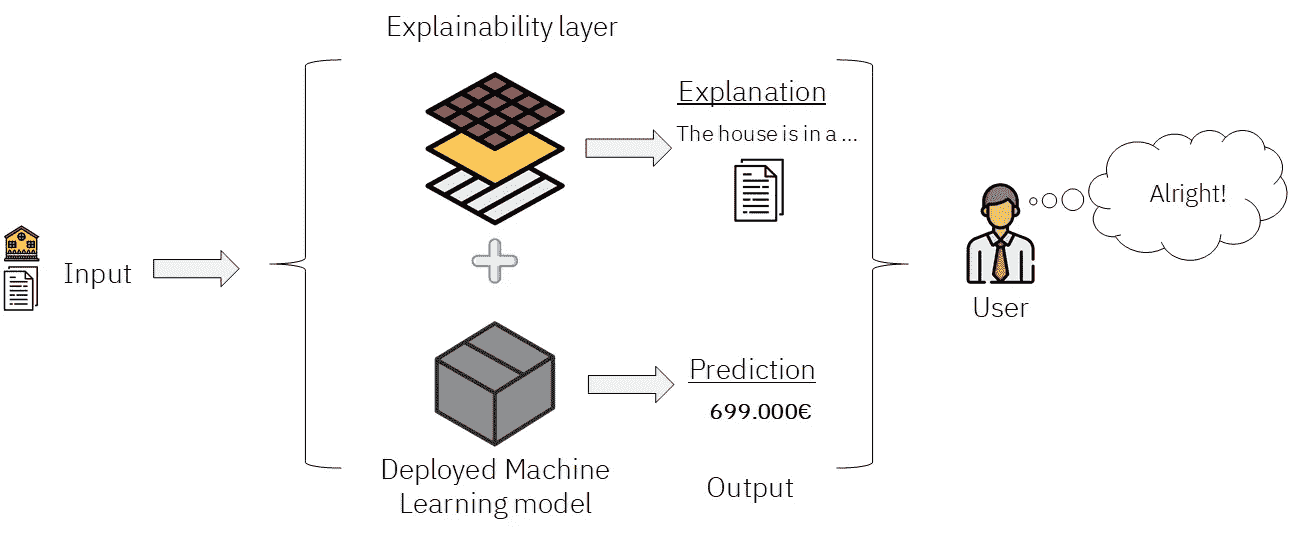 Explainability layer
Explanation
The house is in a ...
Alright!
Input
User
Prediction
699.000€
Deployed Machine
Learning model
Output